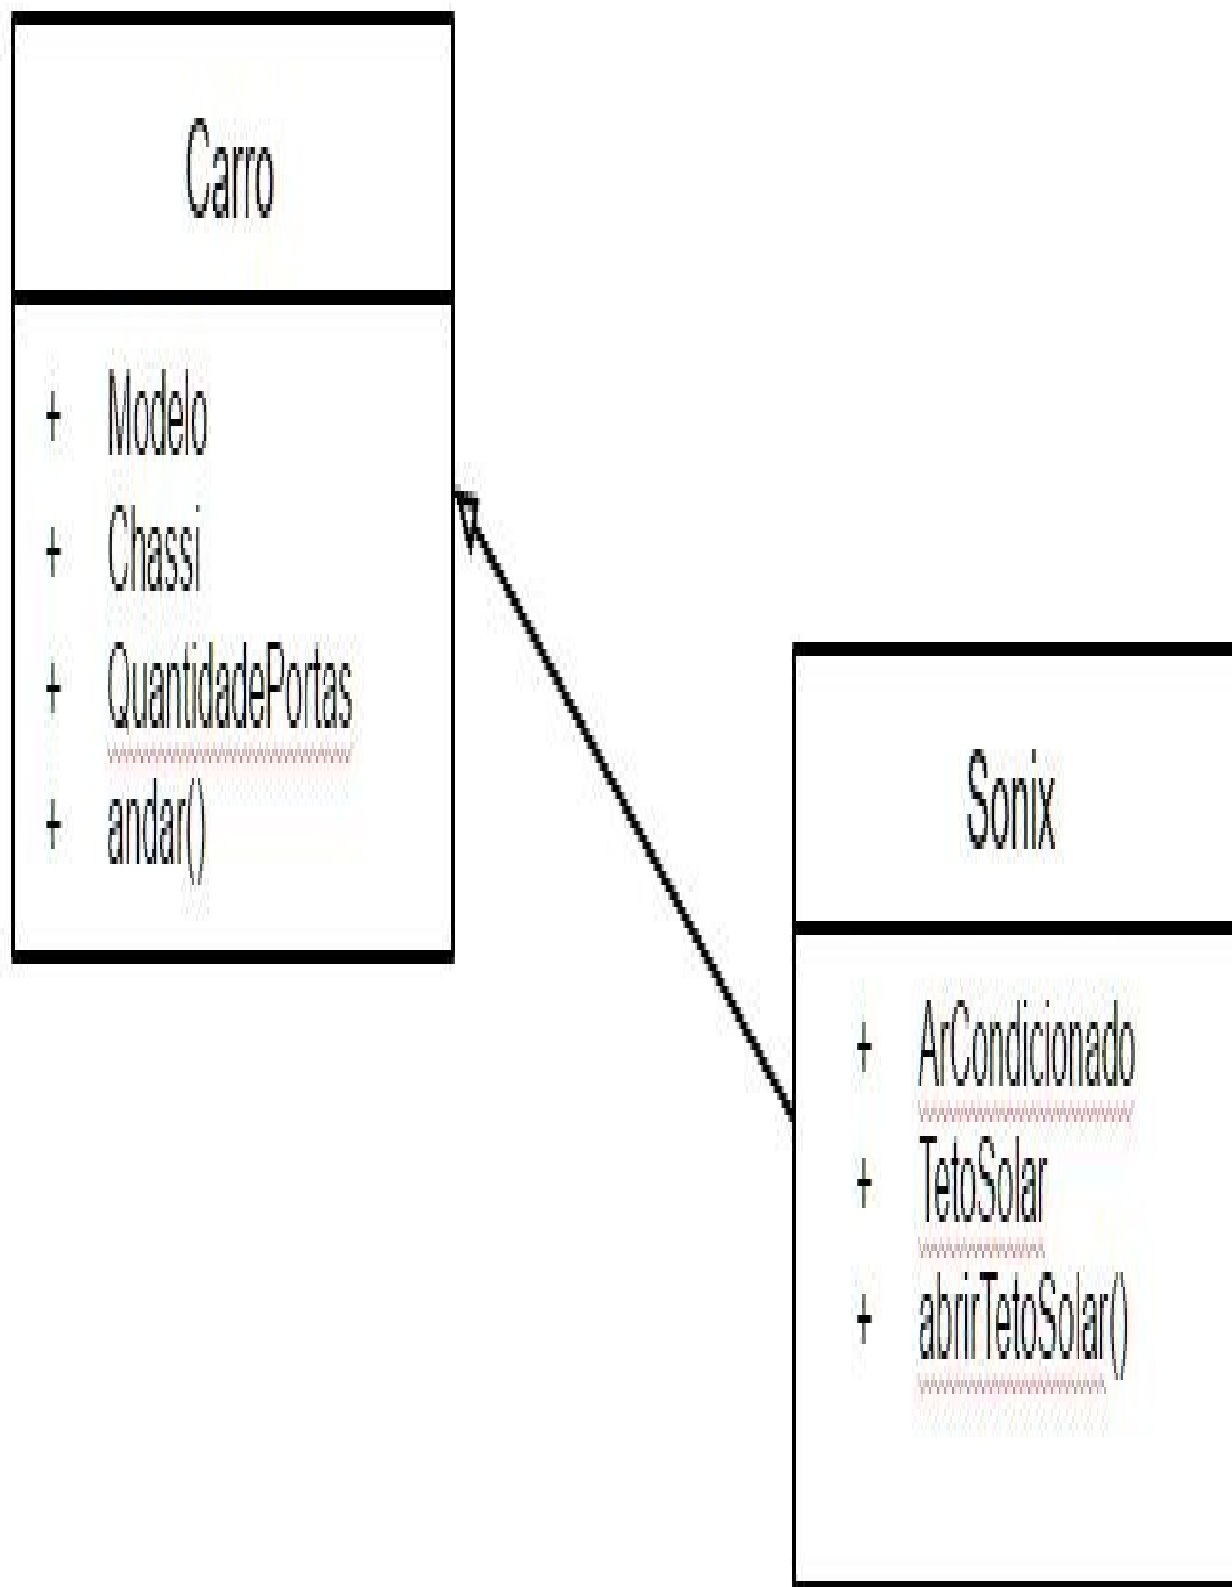 Carro
+ Modelo
+ Chassi
+ QuantidadePortas
+ andar()
Sonix
+ ArCondicionado
+ TetoSolar
+ abrirTetoSolar()